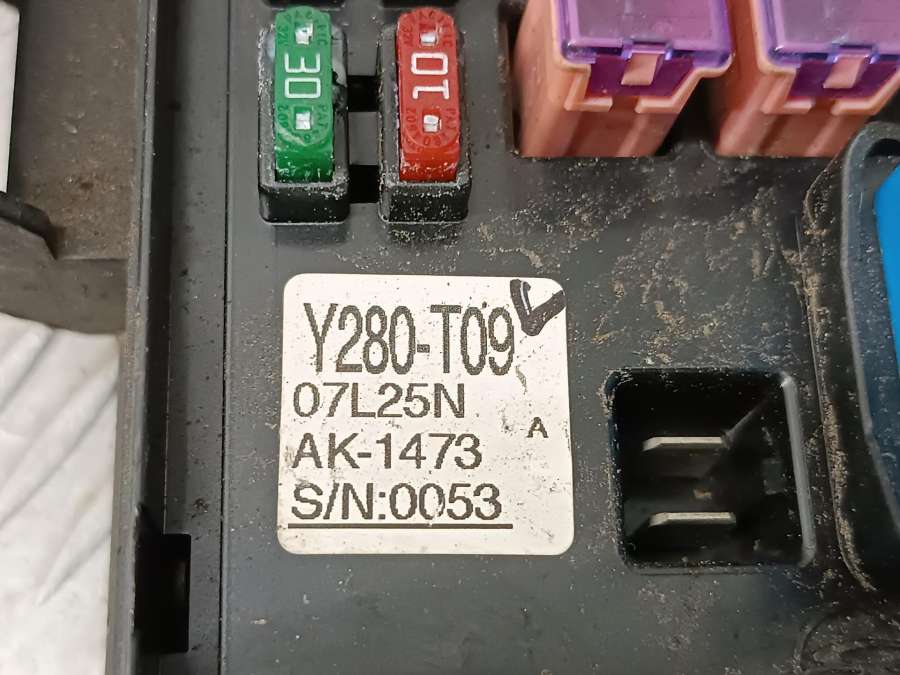 30
10
Y280-T09
07L25N
AK-1473
A
S/N:0053